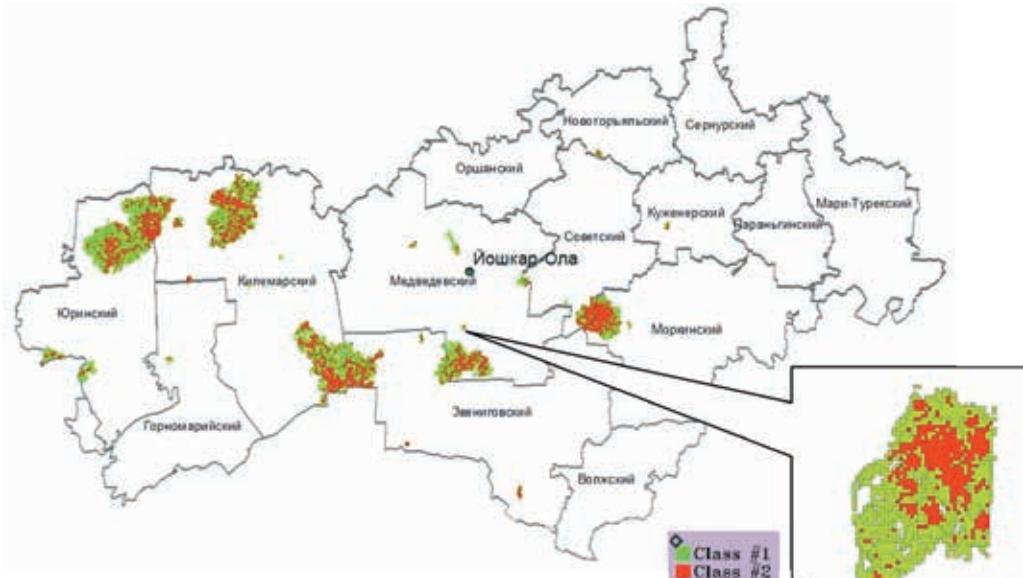 Новоторъяльский
Сернурский
Оршанский
Мари-Турекский
Куженерский
Параньгинский
Советский
Йошкар-Ола
Медведевский
Килемарский
Юринский
Моркинский
Звениговский
Горномарийский
Волжский
Class #1
Class #2